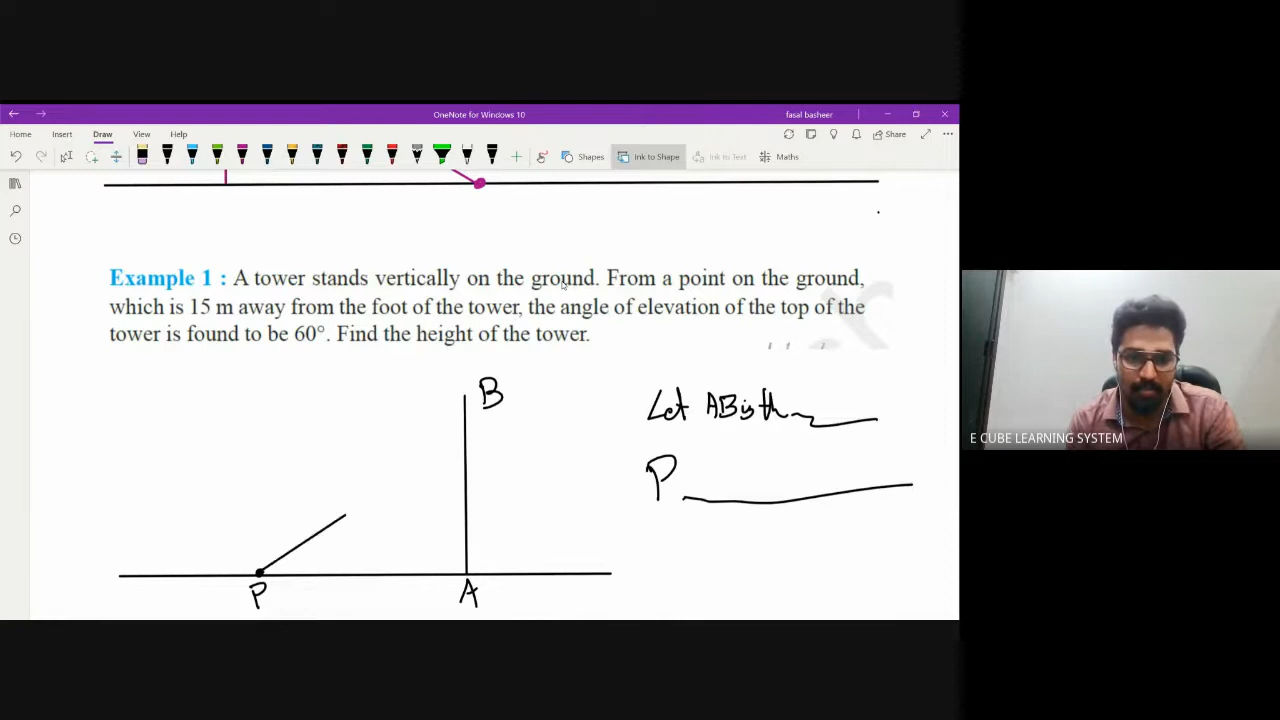 OneNote for Windows 10
fasal basheer
Home Insert Draw View Help
Share
Shapes
Ink to Shape
Ink to Text
Maths
Example 1 : A tower stands vertically on the ground. From a point on the ground,
which is 15 m away from the foot of the tower, the angle of elevation of the top of the
tower is found to be 60°. Find the height of the tower.
B
Let AB is th
P
P
A
E CUBE LEARNING SYSTEM